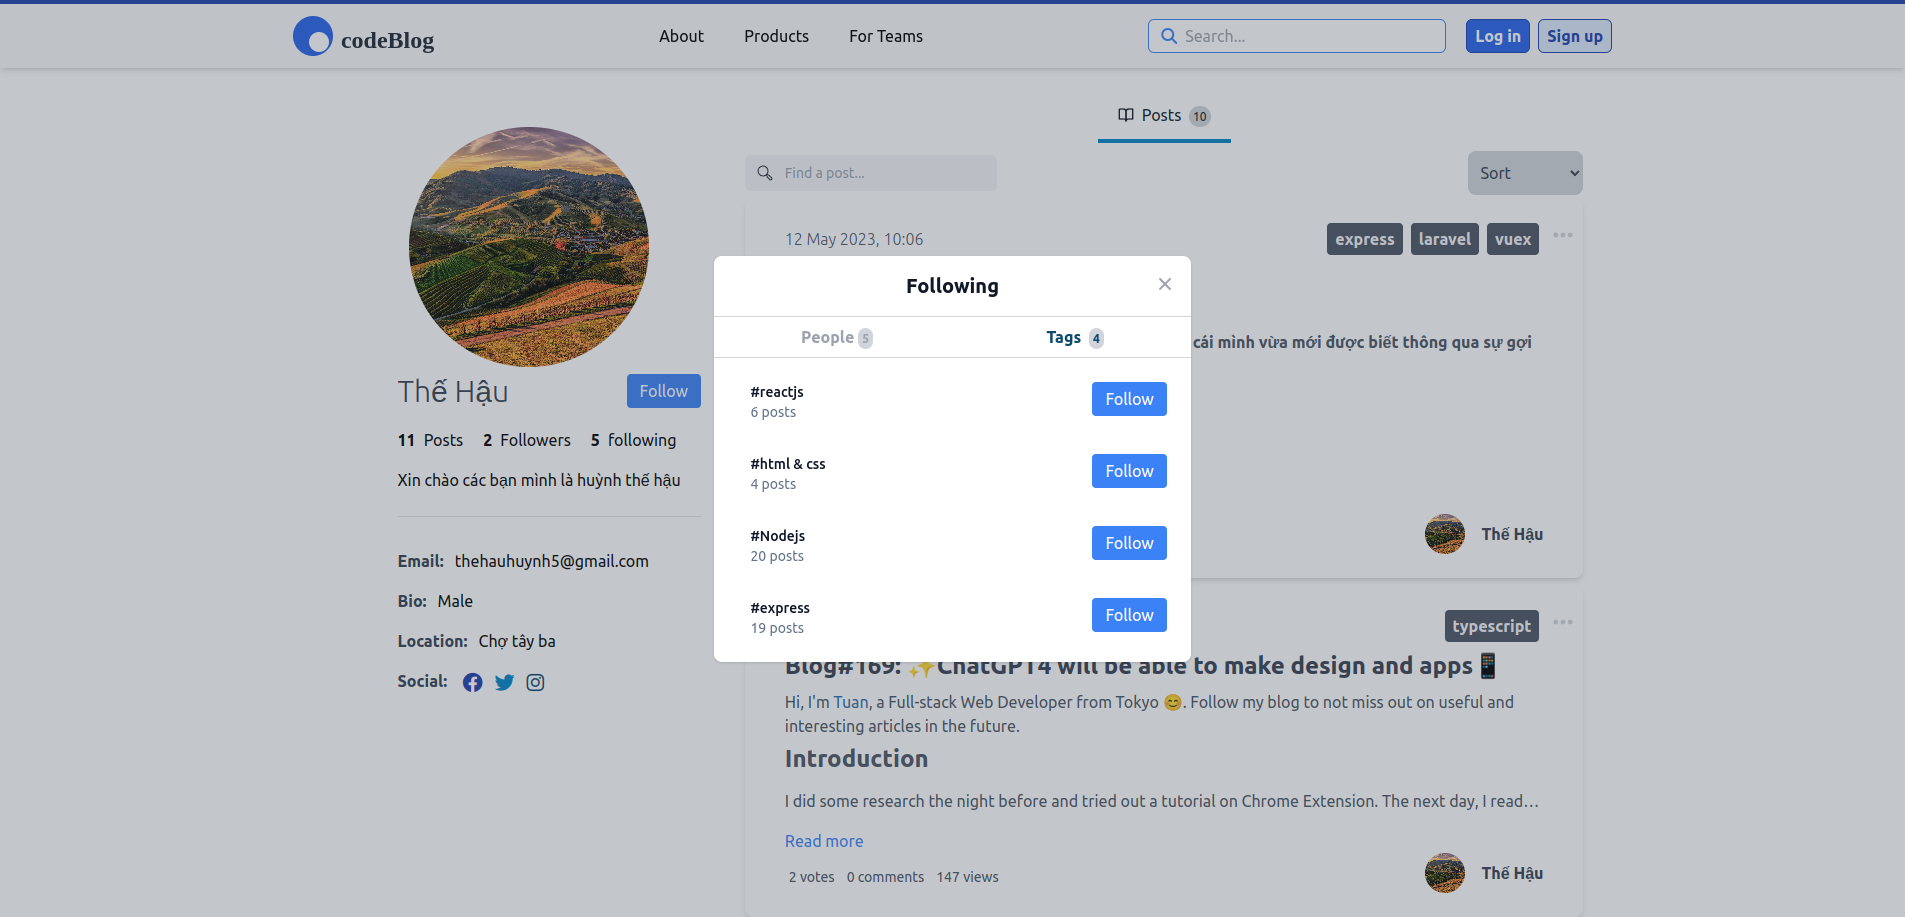 codeBlog
About
Products
For Teams
Search...
Log in
Sign up
Posts 10
Find a post...
Sort
12 May 2023, 10:06
express
laravel
vuex
cái mình vừa mới được biết thông qua sự gợi
Thế Hậu
Thế Hậu
Follow
11 Posts
2 Followers
5 following
Xin chào các bạn mình là huỳnh thế hậu
Email: thehauhuynh5@gmail.com
Bio: Male
Location: Chợ tây ba
Social:
Following
People 5
Tags 4
#reactjs
6 posts
Follow
#html & css
4 posts
Follow
#Nodejs
20 posts
Follow
#express
19 posts
Follow
typescript
Blog#169: ✨ChatGPT4 will be able to make design and apps📱
Hi, I'm Tuan, a Full-stack Web Developer from Tokyo 😊. Follow my blog to not miss out on useful and
interesting articles in the future.
Introduction
I did some research the night before and tried out a tutorial on Chrome Extension. The next day, I read...
Read more
2 votes
0 comments
147 views
Thế Hậu